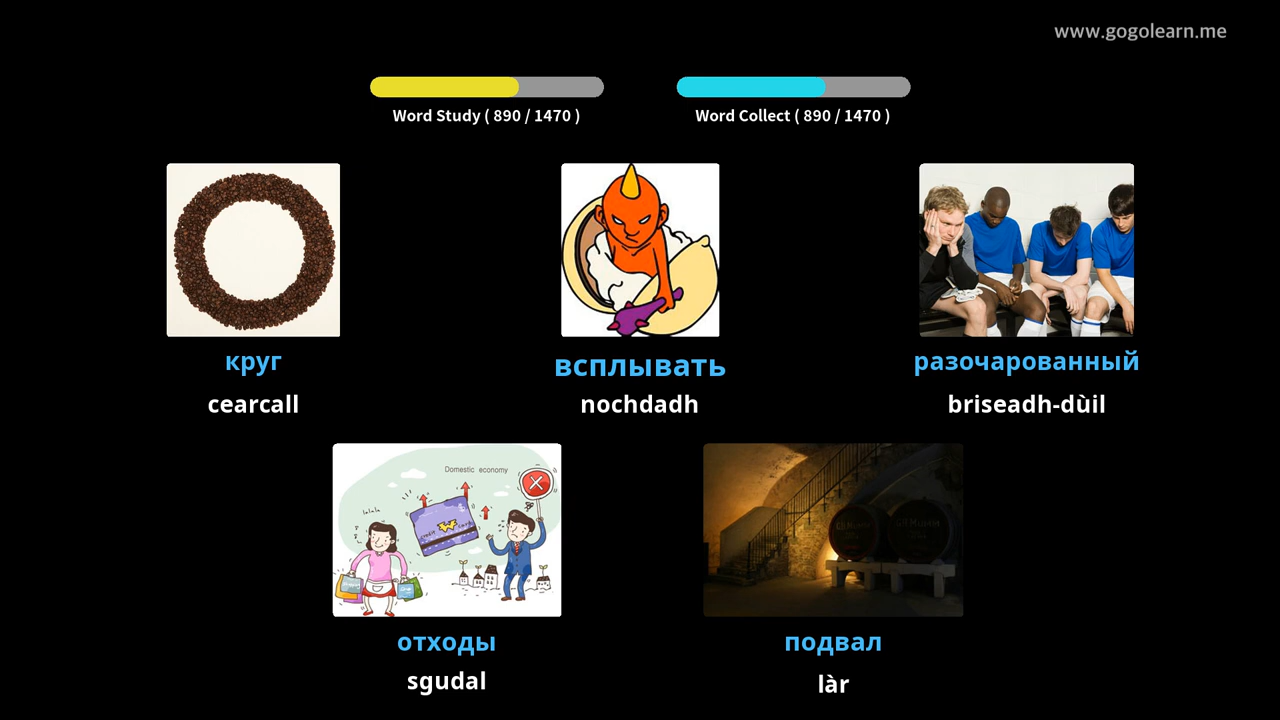 www.gogolearn.me
Word Study ( 890 / 1470 )
Word Collect ( 890 / 1470 )
круг
всплывать
разочарованный
cearcall
nochdadh
briseadh-dùil
Domestic economy
lalala
отходы
подвал
sgudal
làr